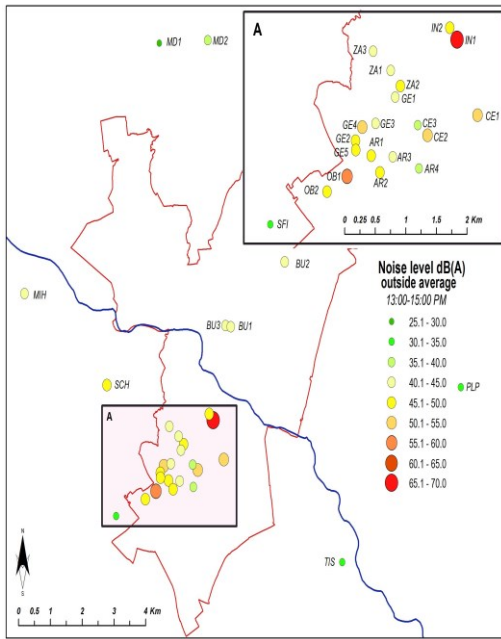 MD1
MD2
A
IN2
IN1
ZA3
ZA1
ZA2
GE1
CE1
GE4
GE3
CE3
CE2
GE2
GE5
AR1
AR3
AR4
OB1
AR2
OB2
0 0.25 0.5 1 2 Km
SFI
BU2
MIH
BU3
BU1
Noise level dB(A)
outside average
13:00-15:00 PM
25.1 - 30.0
30.1 - 35.0
35.1 - 40.0
40.1 - 45.0
45.1 - 50.0
50.1 - 55.0
55.1 - 60.0
60.1 - 65.0
65.1 - 70.0
SCH
PLP
A
TIS
N
S
0 0.5 1 2 3 4 Km